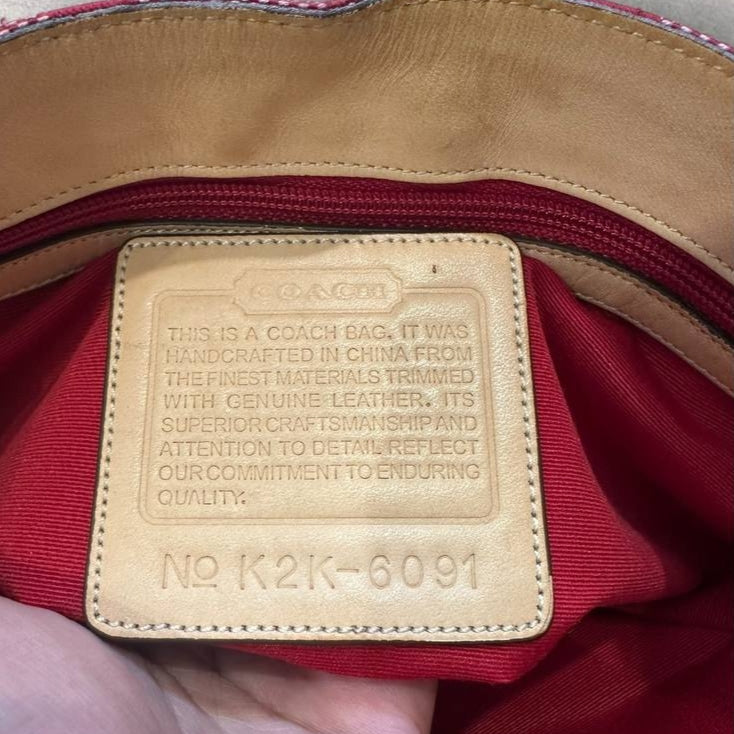 COACH
THIS IS A COACH BAG. IT WAS
HANDCRAFTED IN CHINA FROM
THE FINEST MATERIALS TRIMMED
WITH GENUINE LEATHER. ITS
SUPERIOR CRAFTSMANSHIP AND
ATTENTION TO DETAIL REFLECT
OUR COMMITMENT TO ENDURING
QUALITY.
Nº K2K-6091